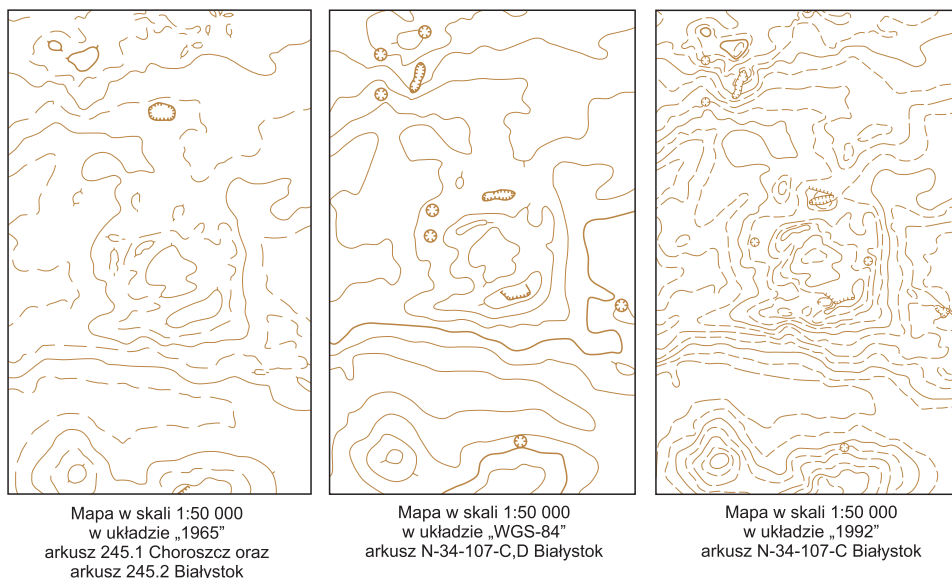 Mapa w skali 1:50 000
w układzie „1965”
arkusz 245.1 Choroszcz oraz
arkusz 245.2 Białystok
Mapa w skali 1:50 000
w układzie „WGS-84”
arkusz N-34-107-C,D Białystok
Mapa w skali 1:50 000
w układzie „1992”
arkusz N-34-107-C Białystok